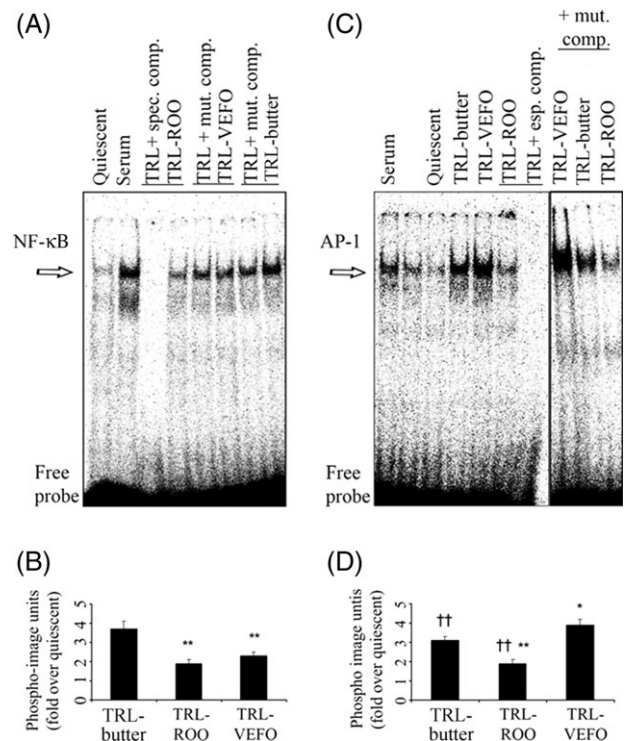 (A)
Quiescent
Serum
TRL+ spec. comp.
TRL-ROO
TRL+ mut. comp.
TRL-VEFO
TRL+ mut. comp.
TRL-butter
NF-κB
Free
probe
(C)
+ mut.
comp.
Serum
Quiescent
TRL-butter
TRL-VEFO
TRL-ROO
TRL+ esp. comp.
TRL-VEFO
TRL-butter
TRL-ROO
AP-1
Free
probe
(B)
Phospho-image units
(fold over quiescent)
5
4
3
2
1
0
**
**
TRL-
butter
TRL-
ROO
TRL-
VEFO
(D)
Phospho-image untis
(fold over quiescent)
5
4
3
2
1
0
††
†† **
*
TRL-
butter
TRL-
ROO
TRL-
VEFO